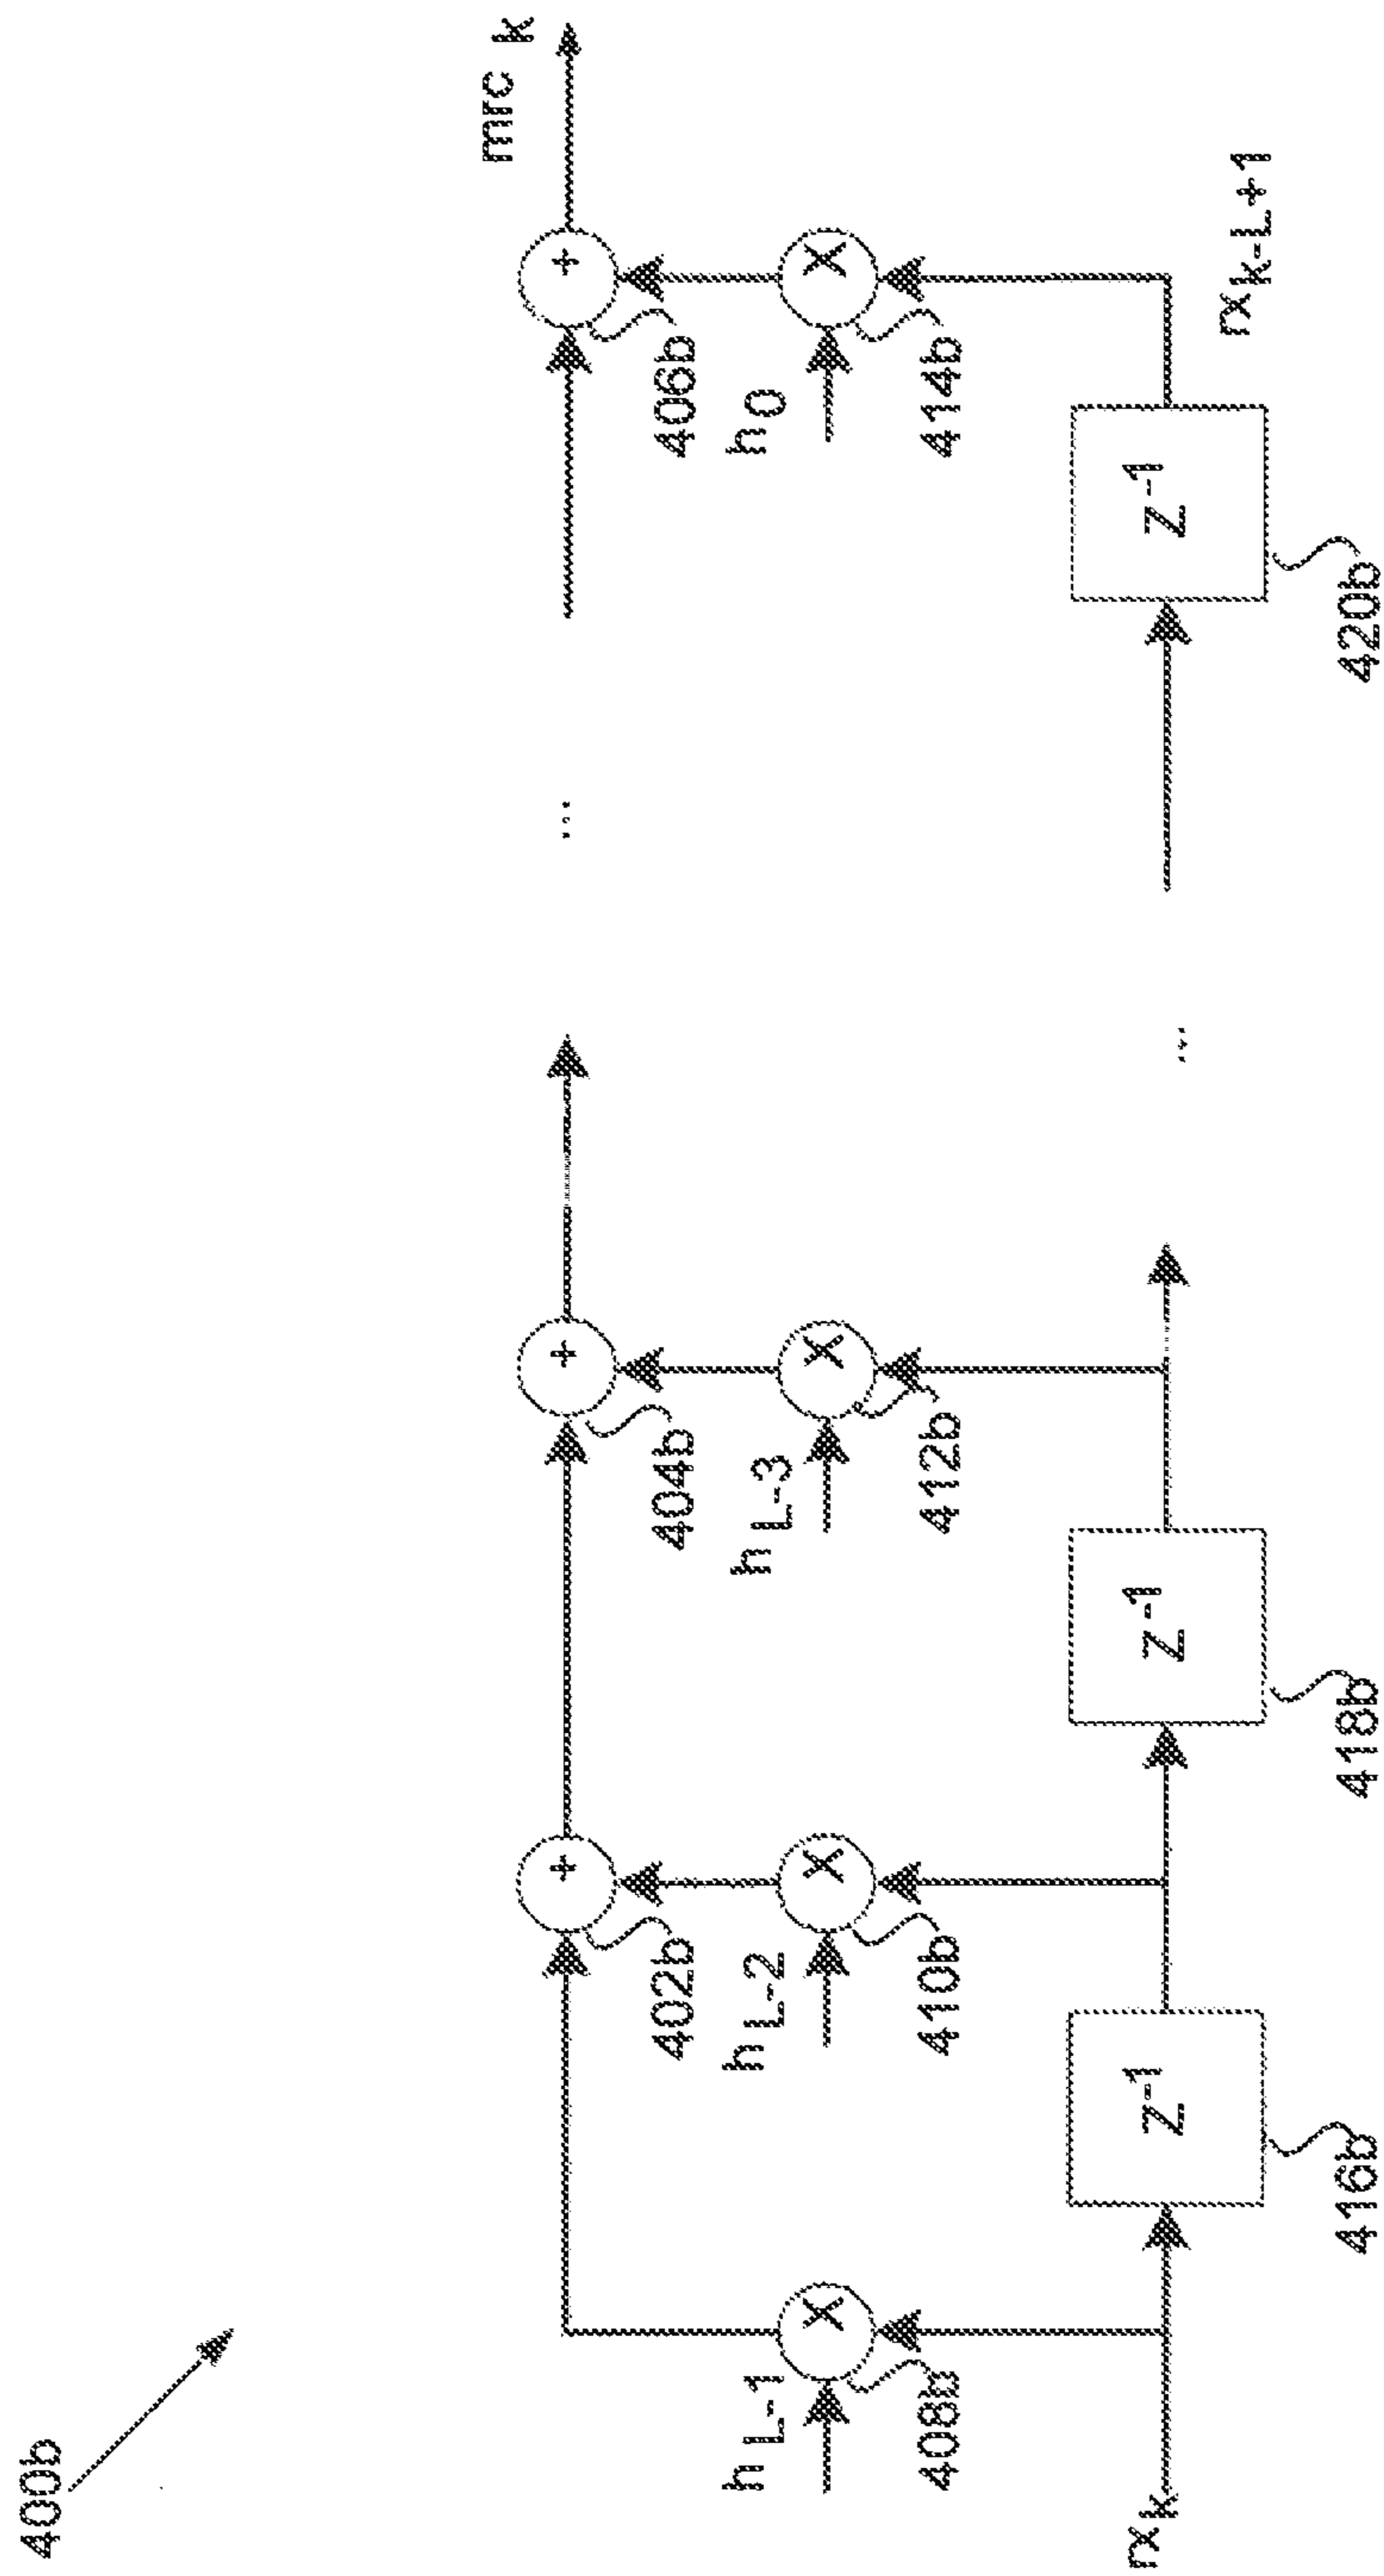 400b
mrc k
+ + +
402b 404b 406b
h L-1 h L-2 h L-3 h 0
X X X X
408b 410b 412b 414b
...
...
rx k
Z -1 Z -1 Z -1
rx k-L+1
416b 418b 420b